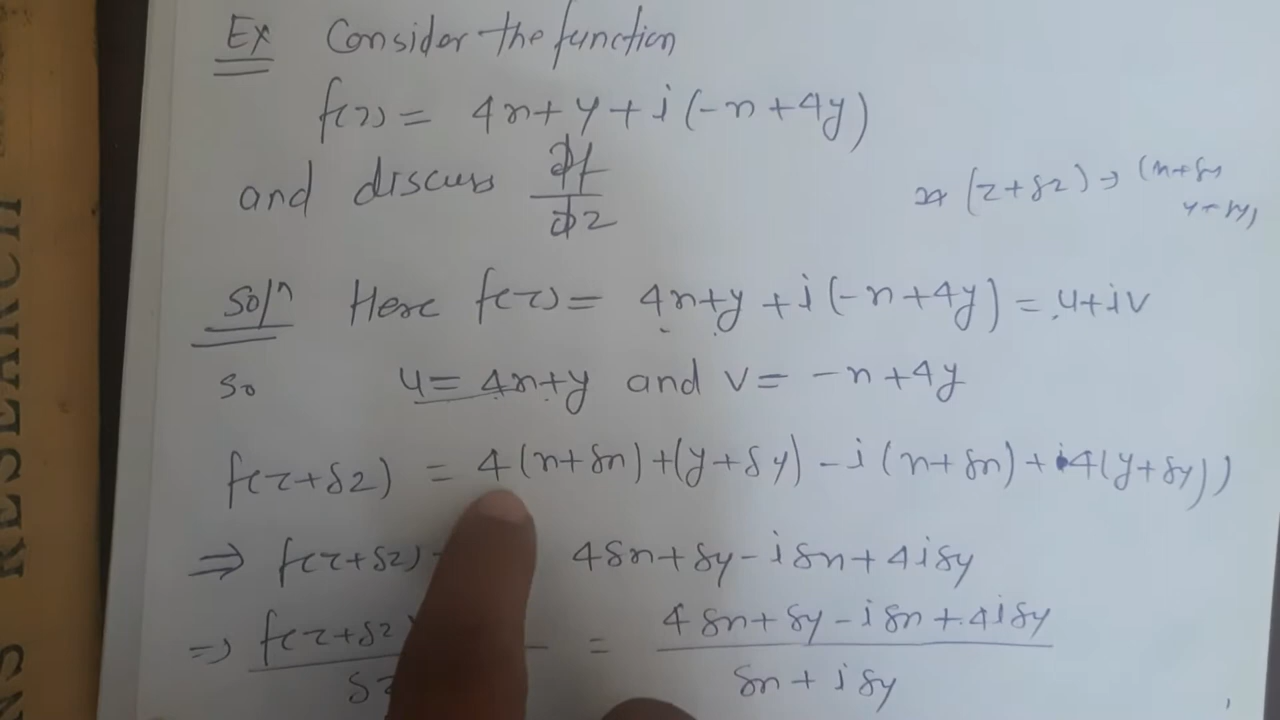 Ex Consider the function
f(z) = 4x+y+i(-x+4y)
and discuss df/dz
(z+δz) → (x+δx
y+δy)
Solⁿ Here f(z) = 4x+y+i(-x+4y) = u+iv
So u = 4x+y and v = -x+4y
f(z+δz) = 4(x+δx)+(y+δy)-i(x+δx)+i4(y+δy))
⇒ f(z+δz) 4δx+δy-iδx+4iδy
⇒ f(z+δz) / δz = 4δx+δy-iδx+4iδy / δx+iδy
RESEARCH